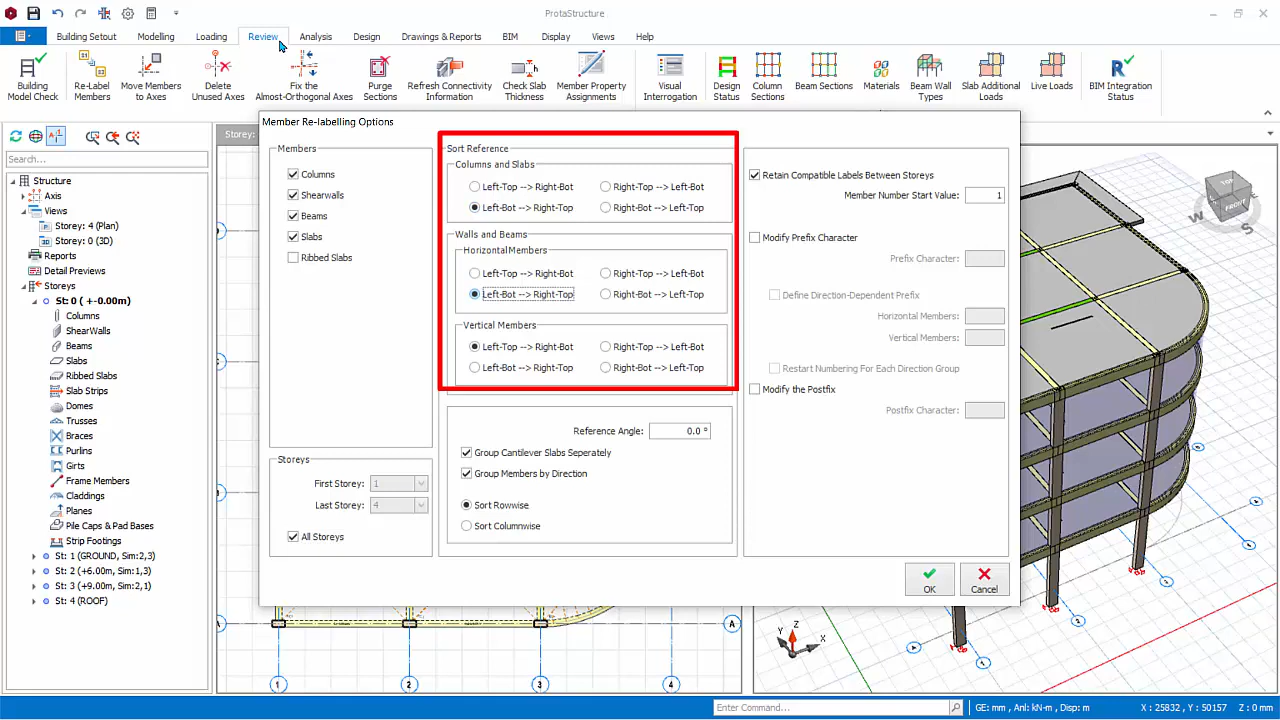 ProtaStructure
Building Setout Modelling Loading Review Analysis Design Drawings & Reports BIM Display Views Help
Building Model Check
Re-Label Members
Move Members to Axes
Delete Unused Axes
Fix the Almost-Orthogonal Axes
Purge Sections
Refresh Connectivity Information
Check Slab Thickness
Member Property Assignments
Visual Interrogation
Design Status
Column Sections
Beam Sections
Materials
Beam Wall Types
Slab Additional Loads
Live Loads
BIM Integration Status
Search...
Structure
Axis
Views
Storey: 4 (Plan)
Storey: 0 (3D)
Reports
Detail Previews
Storeys
St: 0 ( +-0.00m)
Columns
ShearWalls
Beams
Slabs
Ribbed Slabs
Slab Strips
Domes
Trusses
Braces
Purlins
Girts
Frame Members
Claddings
Planes
Pile Caps & Pad Bases
Strip Footings
St: 1 (GROUND, Sim:2,3)
St: 2 (+6.00m, Sim:1,3)
St: 3 (+9.00m, Sim:2,1)
St: 4 (ROOF)
Storey:
Member Re-labelling Options
Members
Columns
Shearwalls
Beams
Slabs
Ribbed Slabs
Storeys
First Storey: 1
Last Storey: 4
All Storeys
Sort Reference
Columns and Slabs
Left-Top --> Right-Bot Right-Top --> Left-Bot
Left-Bot --> Right-Top Right-Bot --> Left-Top
Walls and Beams
Horizontal Members
Left-Top --> Right-Bot Right-Top --> Left-Bot
Left-Bot --> Right-Top Right-Bot --> Left-Top
Vertical Members
Left-Top --> Right-Bot Right-Top --> Left-Bot
Left-Bot --> Right-Top Right-Bot --> Left-Top
Reference Angle: 0.0 °
Group Cantilever Slabs Seperately
Group Members by Direction
Sort Rowwise
Sort Columnwise
Retain Compatible Labels Between Storeys
Member Number Start Value: 1
Modify Prefix Character
Prefix Character:
Define Direction-Dependent Prefix
Horizontal Members:
Vertical Members:
Restart Numbering For Each Direction Group
Modify the Postfix
Postfix Character:
OK
Cancel
TOP
FRONT
W
S
A A
1 2 3 4
Y Z X
Enter Command... GE: mm , Anl: kN-m , Disp: m X : 25832 , Y : 50157 Z : 0 mm